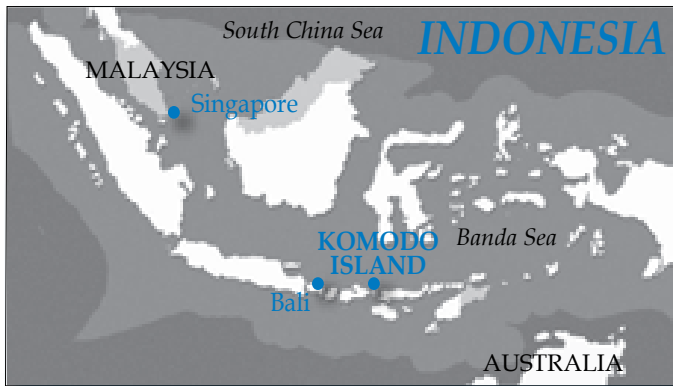 South China Sea
INDONESIA
MALAYSIA
Singapore
KOMODO
ISLAND
Banda Sea
Bali
AUSTRALIA